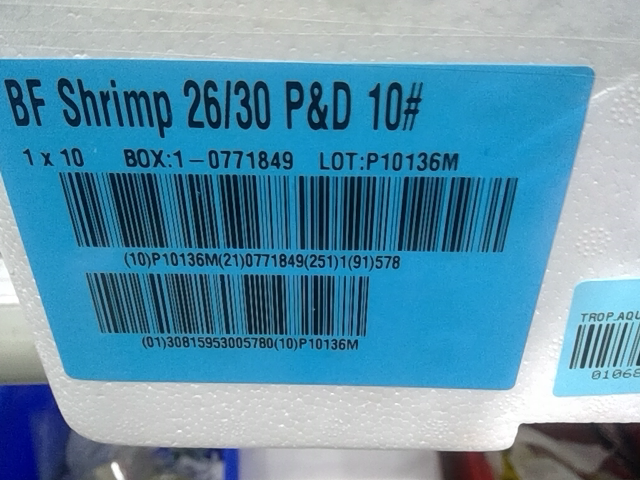 BF Shrimp 26/30 P&D 10#
1 x 10 BOX:1-0771849 LOT:P10136M
(10)P10136M(21)0771849(251)1(91)578
(01)30815953005780(10)P10136M
TROP.AQU
01068